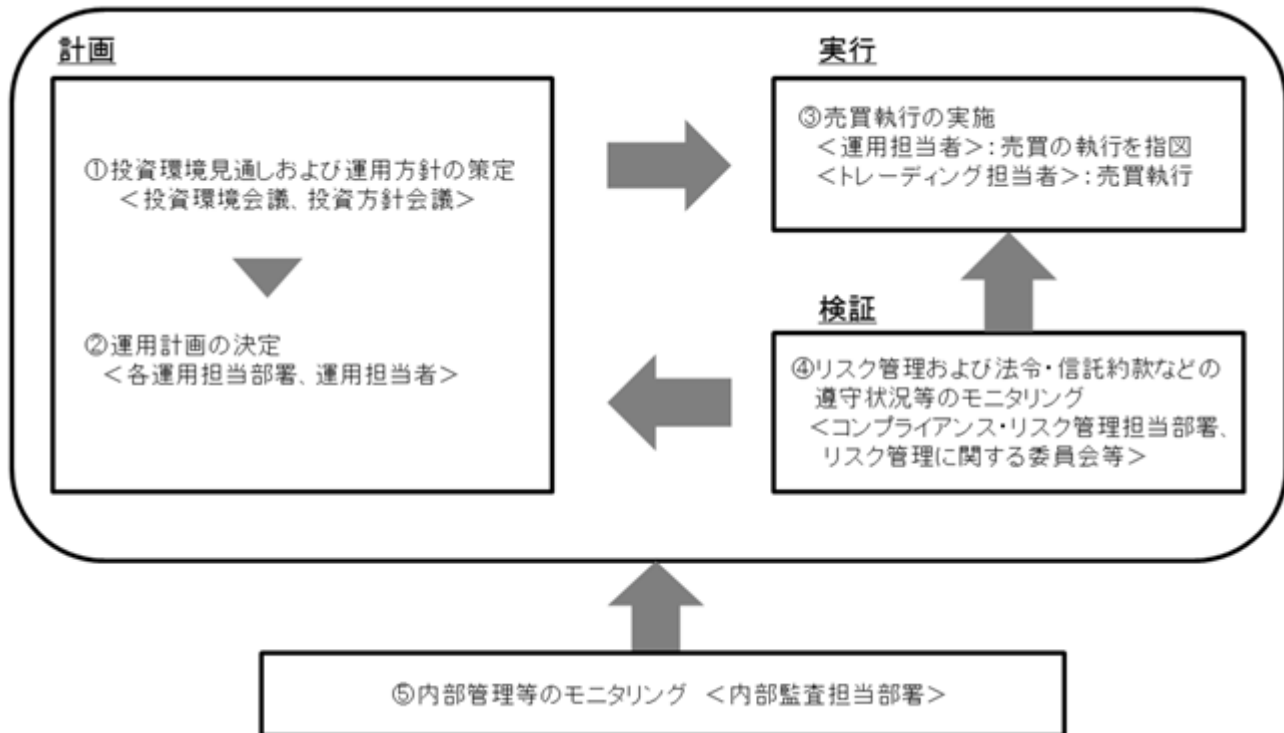 計画
①投資環境見通しおよび運用方針の策定
＜投資環境会議、投資方針会議＞
②運用計画の決定
＜各運用担当部署、運用担当者＞
実行
③売買執行の実施
＜運用担当者＞:売買の執行を指図
＜トレーディング担当者＞:売買執行
検証
④リスク管理および法令・信託約款などの
遵守状況等のモニタリング
＜コンプライアンス・リスク管理担当部署、
リスク管理に関する委員会等＞
⑤内部管理等のモニタリング ＜内部監査担当部署＞